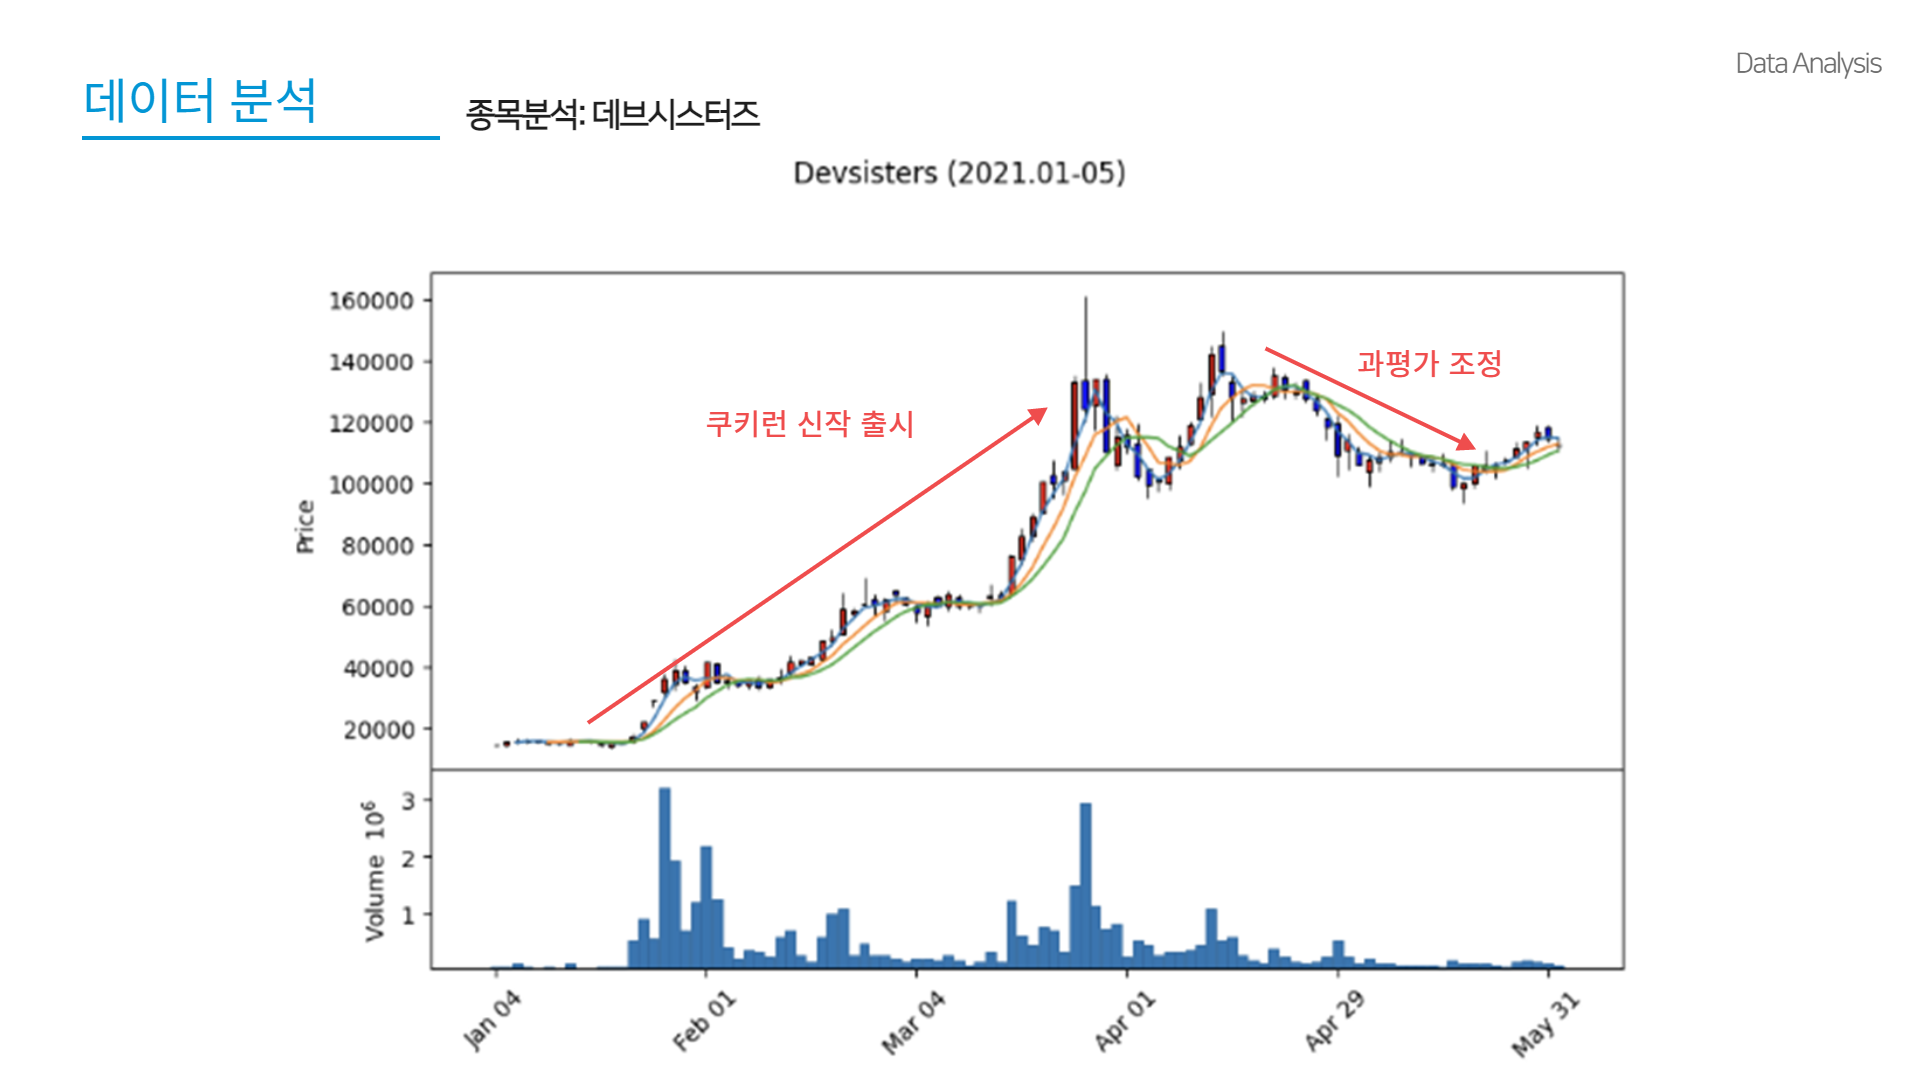 Data Analysis
데이터 분석
종목분석: 데브시스터즈
Devsisters (2021.01-05)
160000
140000
120000
100000
80000
60000
40000
20000
Price
쿠키런 신작 출시
과평가 조정
3
2
1
Volume 10⁶
Jan 04
Feb 01
Mar 04
Apr 01
Apr 29
May 31